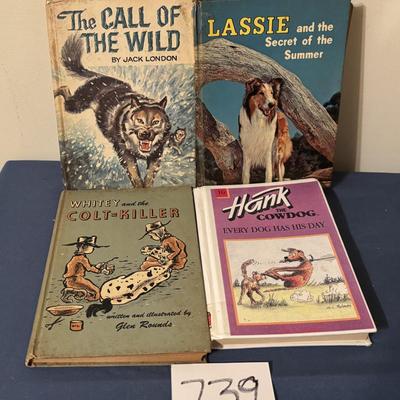 The CALL OF
THE WILD
BY JACK LONDON
LASSIE and the
Secret of the
Summer
WHITEY and the
COLT-KILLER
written and illustrated by
Glen Rounds
Hank
THE
COWDOG
EVERY DOG HAS HIS DAY
739